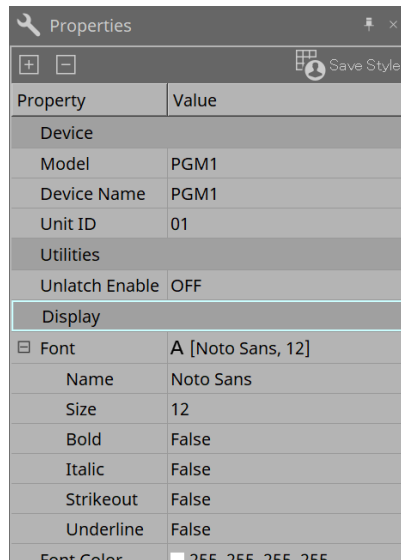 Properties
Save Style
Property Value
Device
Model PGM1
Device Name PGM1
Unit ID 01
Utilities
Unlatch Enable OFF
Display
Font A [Noto Sans, 12]
Name Noto Sans
Size 12
Bold False
Italic False
Strikeout False
Underline False
Font Color 255, 255, 255, 255